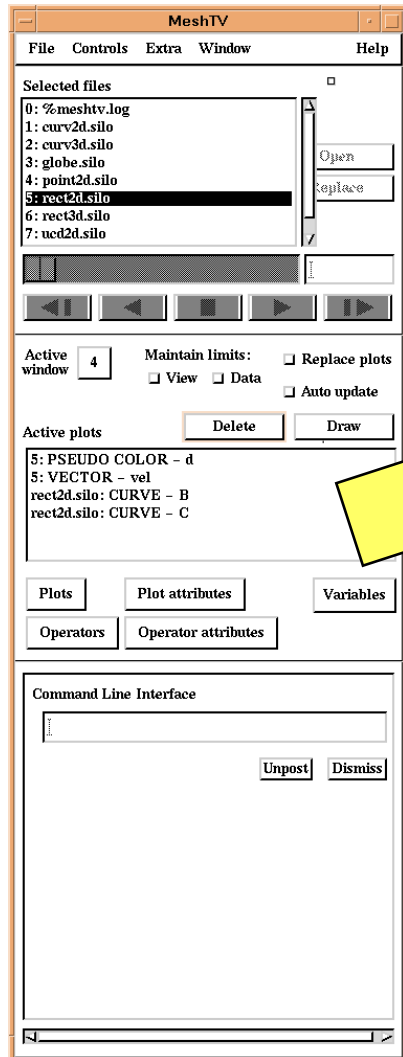 MeshTV
File Controls Extra Window Help
Selected files
0: %meshtv.log
1: curv2d.silo
2: curv3d.silo
3: globe.silo
4: point2d.silo
5: rect2d.silo
6: rect3d.silo
7: ucd2d.silo
Open
Replace
Active window 4
Maintain limits:
View Data
Replace plots
Auto update
Active plots
Delete Draw
5: PSEUDO COLOR – d
5: VECTOR – vel
rect2d.silo: CURVE – B
rect2d.silo: CURVE – C
Plots Plot attributes Variables
Operators Operator attributes
Command Line Interface
Unpost Dismiss